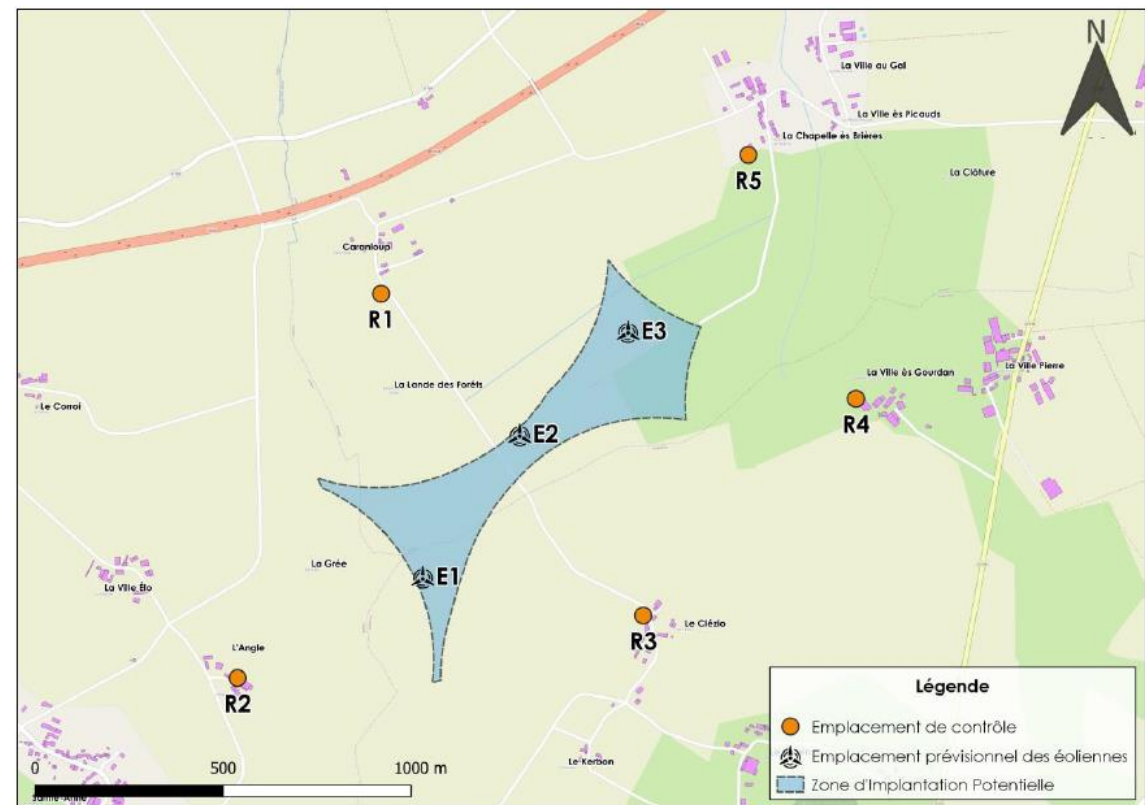 N
La Ville au Gal
La Ville ès Picauds
La Chapelle ès Brières
R5
La Clôture
Caranloup
R1
E3
La Ville Pierre
La Ville ès Gourdan
La Lande des Forêts
Le Corroi
R4
E2
La Grée
E1
La Ville Élo
R3
Le Clézio
L'Angle
R2
Légende
Emplacement de contrôle
Emplacement prévisionnel des éoliennes
Zone d'Implantation Potentielle
Le Kerbon
0 500 1000 m
Sainte-Anne